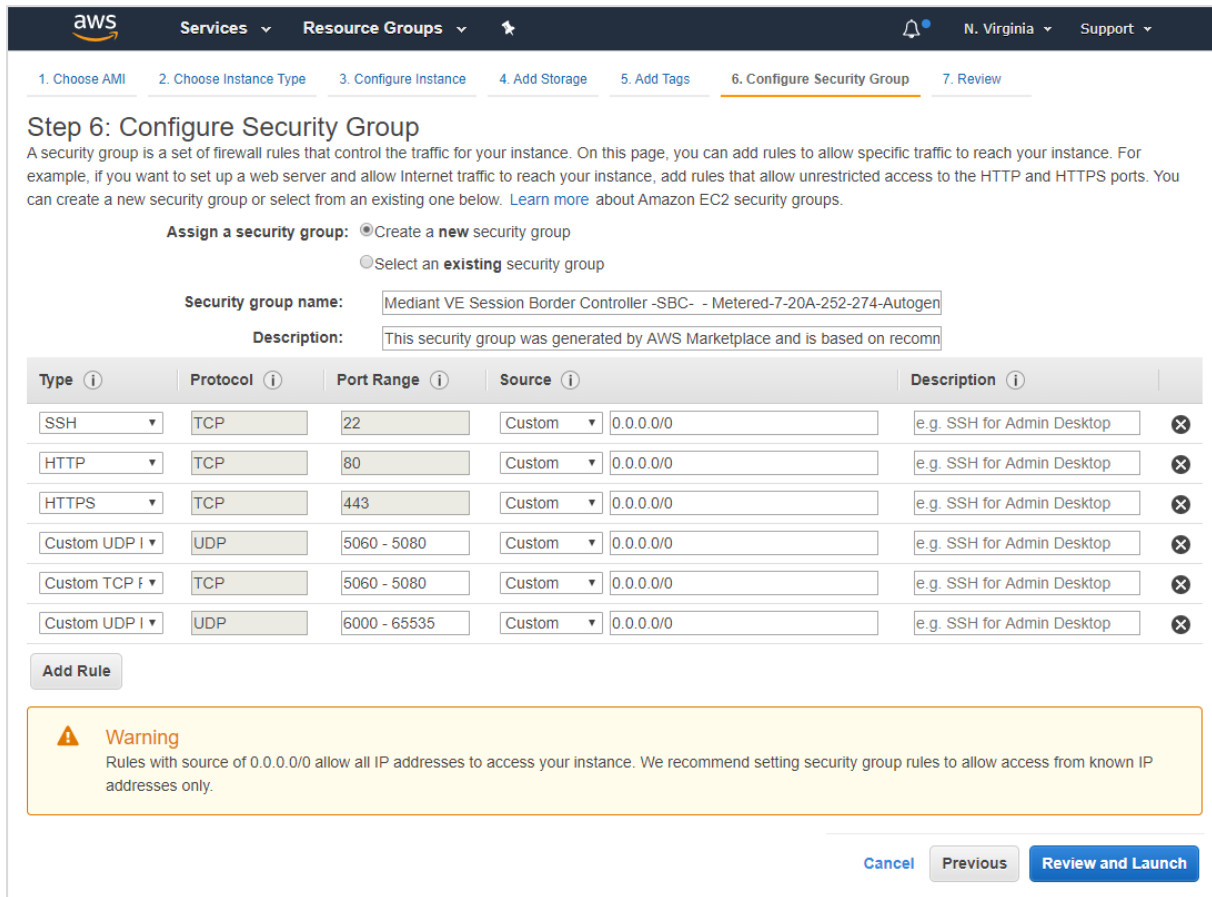 aws Services Resource Groups N. Virginia Support
1. Choose AMI 2. Choose Instance Type 3. Configure Instance 4. Add Storage 5. Add Tags 6. Configure Security Group 7. Review
Step 6: Configure Security Group
A security group is a set of firewall rules that control the traffic for your instance. On this page, you can add rules to allow specific traffic to reach your instance. For
example, if you want to set up a web server and allow Internet traffic to reach your instance, add rules that allow unrestricted access to the HTTP and HTTPS ports. You
can create a new security group or select from an existing one below. Learn more about Amazon EC2 security groups.
Assign a security group: Create a new security group
Select an existing security group
Security group name: Mediant VE Session Border Controller -SBC- - Metered-7-20A-252-274-Autogen
Description: This security group was generated by AWS Marketplace and is based on recomn
Type i Protocol i Port Range i Source i Description i
SSH TCP 22 Custom 0.0.0.0/0 e.g. SSH for Admin Desktop
HTTP TCP 80 Custom 0.0.0.0/0 e.g. SSH for Admin Desktop
HTTPS TCP 443 Custom 0.0.0.0/0 e.g. SSH for Admin Desktop
Custom UDP I UDP 5060 - 5080 Custom 0.0.0.0/0 e.g. SSH for Admin Desktop
Custom TCP F TCP 5060 - 5080 Custom 0.0.0.0/0 e.g. SSH for Admin Desktop
Custom UDP I UDP 6000 - 65535 Custom 0.0.0.0/0 e.g. SSH for Admin Desktop
Add Rule
Warning
Rules with source of 0.0.0.0/0 allow all IP addresses to access your instance. We recommend setting security group rules to allow access from known IP
addresses only.
Cancel Previous Review and Launch